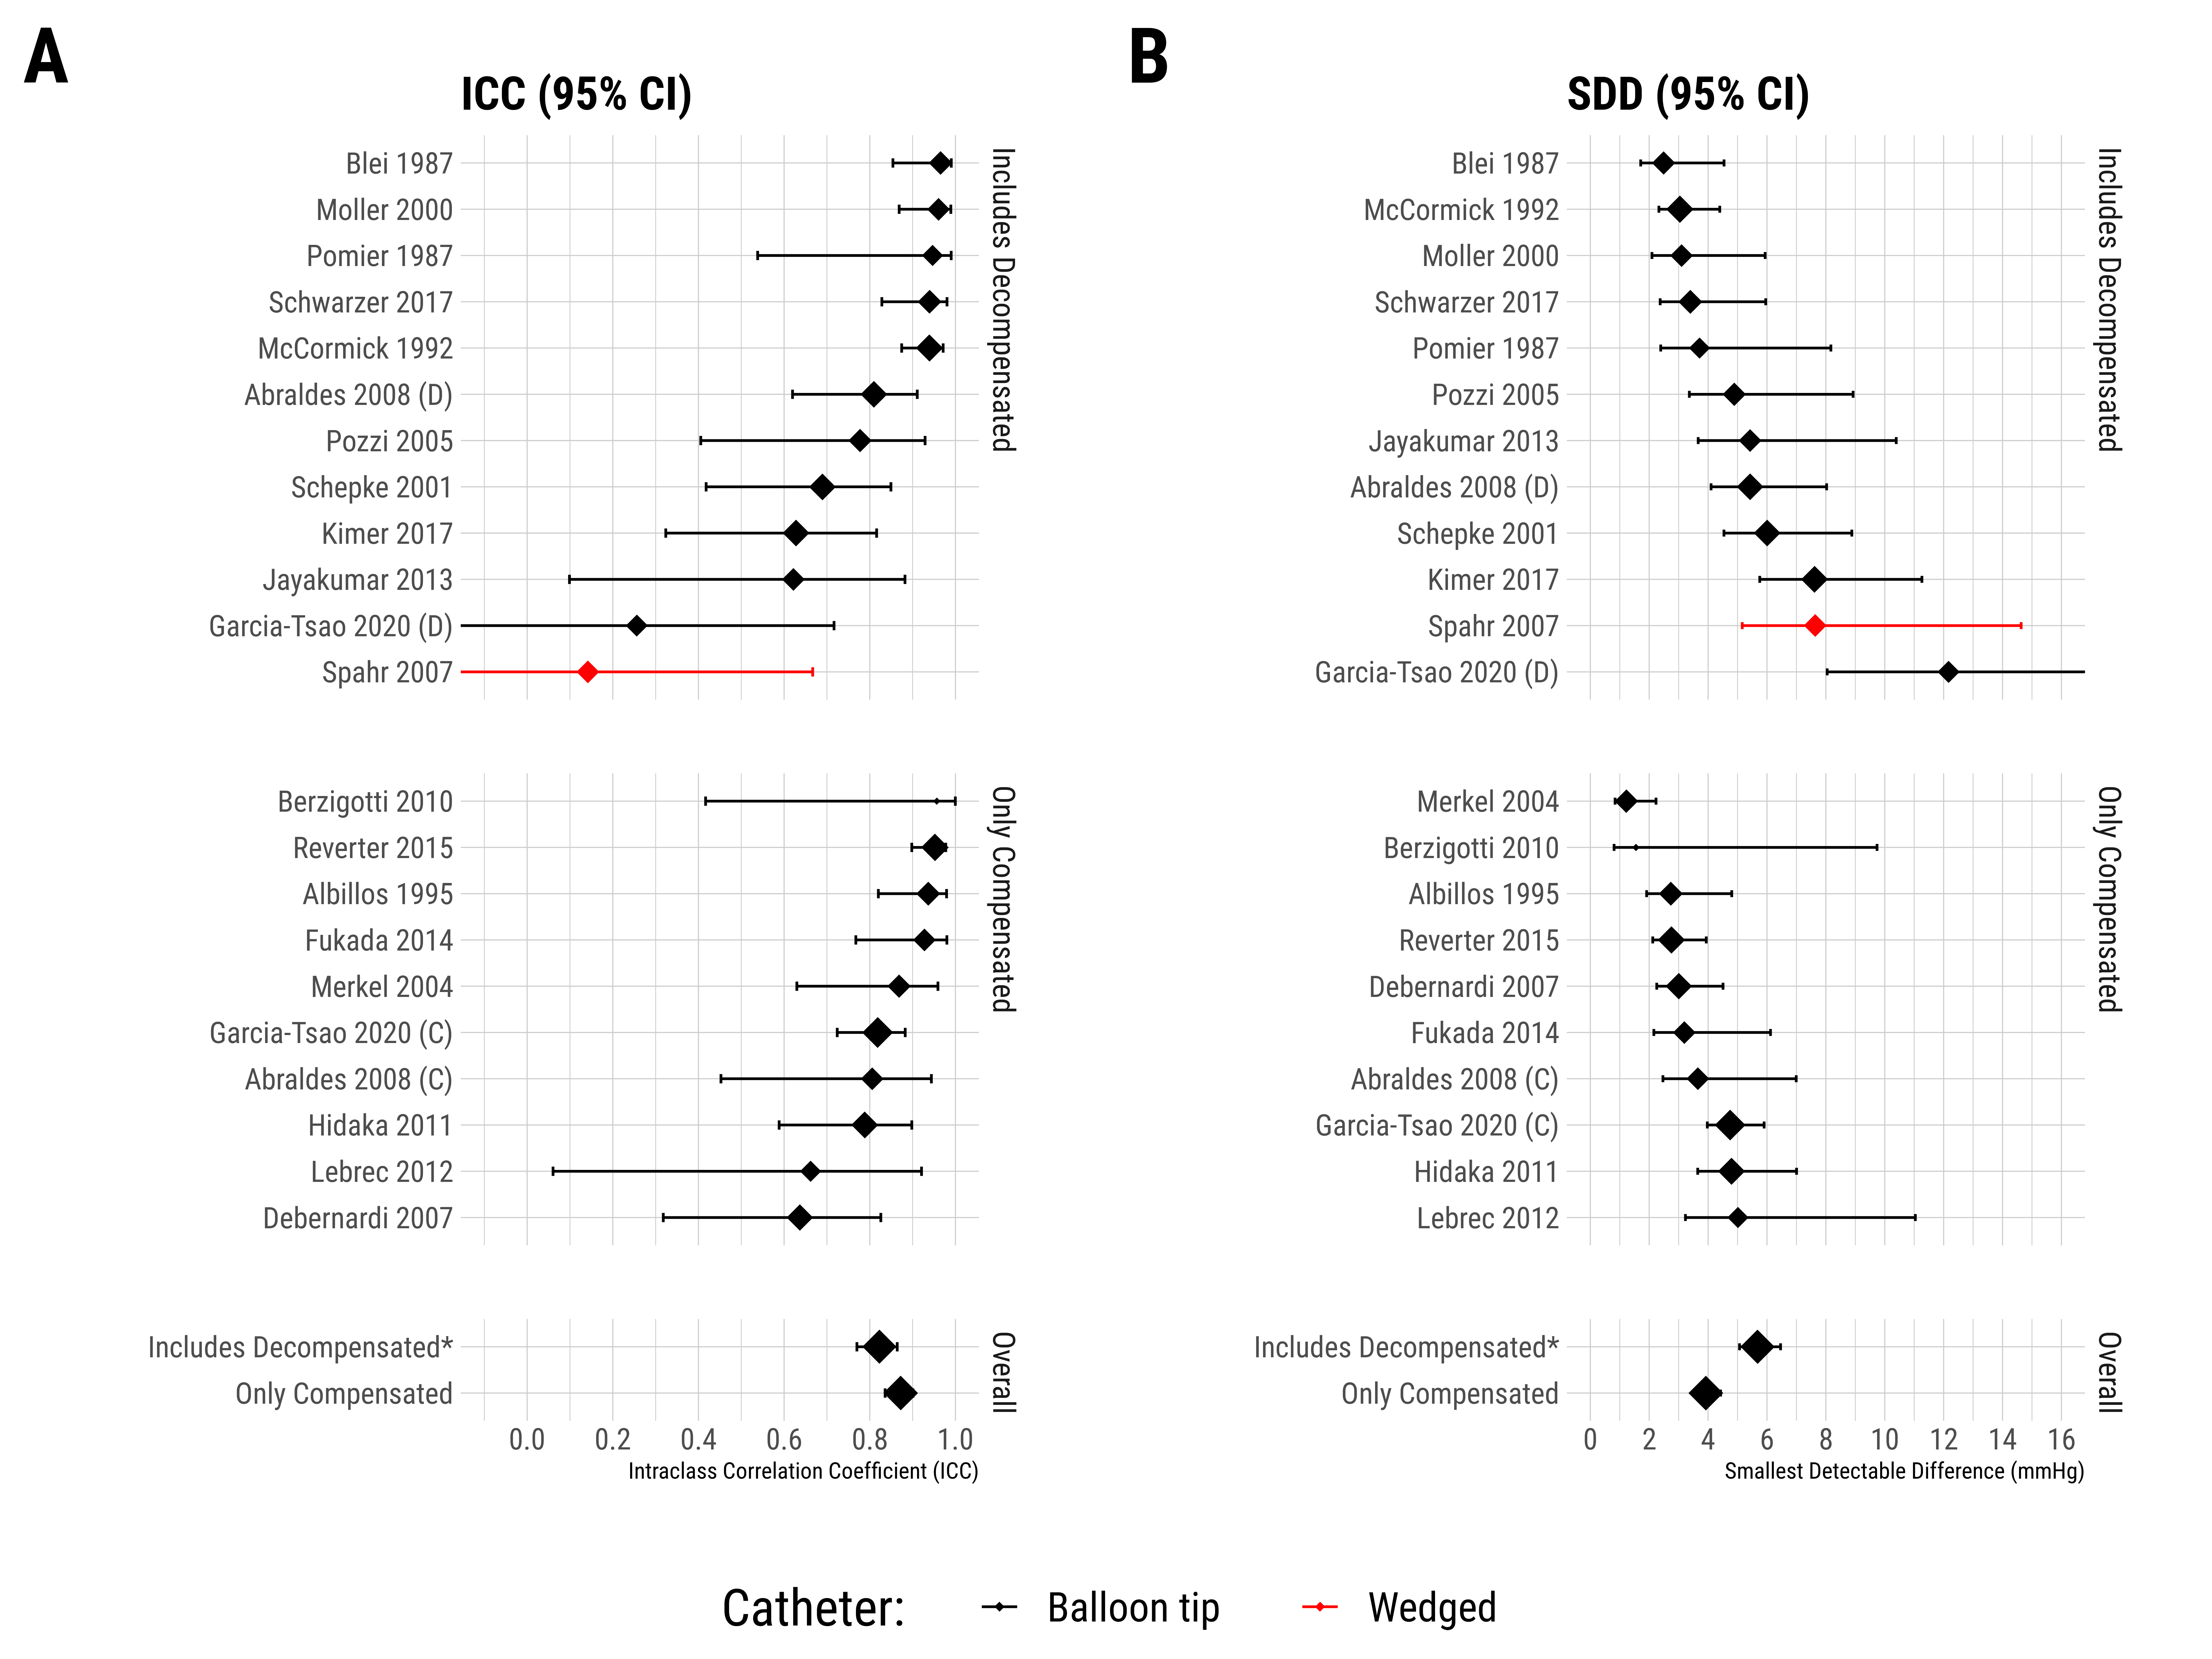 A
ICC (95% CI)
Blei 1987
Moller 2000
Pomier 1987
Schwarzer 2017
McCormick 1992
Abraldes 2008 (D)
Pozzi 2005
Schepke 2001
Kimer 2017
Jayakumar 2013
Garcia-Tsao 2020 (D)
Spahr 2007
Includes Decompensated
Berzigotti 2010
Reverter 2015
Albillos 1995
Fukada 2014
Merkel 2004
Garcia-Tsao 2020 (C)
Abraldes 2008 (C)
Hidaka 2011
Lebrec 2012
Debernardi 2007
Only Compensated
Includes Decompensated*
Only Compensated
Overall
0.0 0.2 0.4 0.6 0.8 1.0
Intraclass Correlation Coefficient (ICC)
B
SDD (95% CI)
Blei 1987
McCormick 1992
Moller 2000
Schwarzer 2017
Pomier 1987
Pozzi 2005
Jayakumar 2013
Abraldes 2008 (D)
Schepke 2001
Kimer 2017
Spahr 2007
Garcia-Tsao 2020 (D)
Includes Decompensated
Merkel 2004
Berzigotti 2010
Albillos 1995
Reverter 2015
Debernardi 2007
Fukada 2014
Abraldes 2008 (C)
Garcia-Tsao 2020 (C)
Hidaka 2011
Lebrec 2012
Only Compensated
Includes Decompensated*
Only Compensated
Overall
0 2 4 6 8 10 12 14 16
Smallest Detectable Difference (mmHg)
Catheter: Balloon tip Wedged